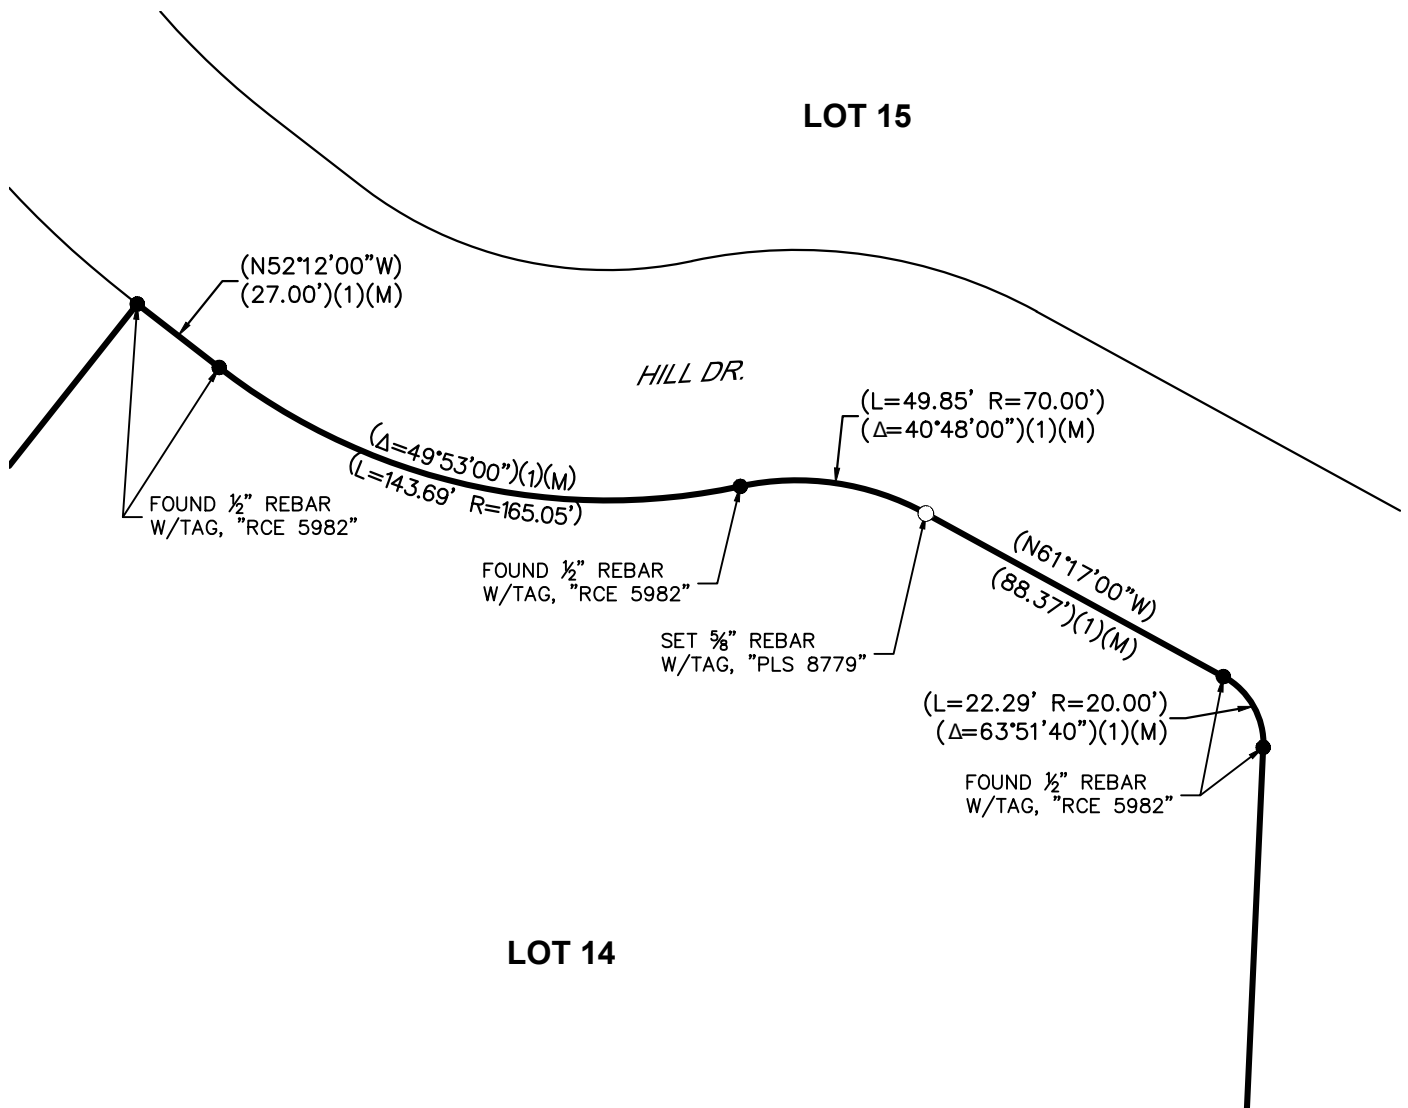 LOT 15
(N52°12'00"W)
(27.00')(1)(M)
HILL DR.
(L=49.85' R=70.00')
(Δ=40°48'00")(1)(M)
(Δ=49°53'00")(1)(M)
(L=143.69' R=165.05')
FOUND ½" REBAR
W/TAG, "RCE 5982"
FOUND ½" REBAR
W/TAG, "RCE 5982"
(N61°17'00"W)
(88.37')(1)(M)
SET ⅝" REBAR
W/TAG, "PLS 8779"
(L=22.29' R=20.00')
(Δ=63°51'40")(1)(M)
FOUND ½" REBAR
W/TAG, "RCE 5982"
LOT 14